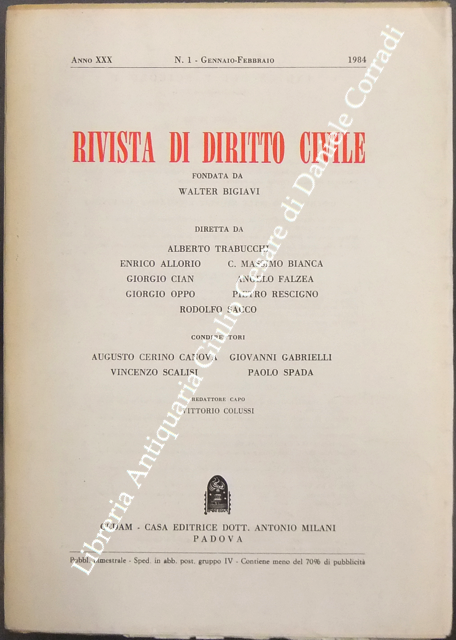 ANNO XXX N. 1 - GENNAIO-FEBBRAIO 1984
RIVISTA DI DIRITTO CIVILE
FONDATA DA
WALTER BIGIAVI
DIRETTA DA
ALBERTO TRABUCCHI
ENRICO ALLORIO C. MASSIMO BIANCA
GIORGIO CIAN ANGELO FALZEA
GIORGIO OPPO PIETRO RESCIGNO
RODOLFO SACCO
CONDIRETTORI
AUGUSTO CERINO CANOVA GIOVANNI GABRIELLI
VINCENZO SCALISI PAOLO SPADA
REDATTORE CAPO
VITTORIO COLUSSI
CEDAM - CASA EDITRICE DOTT. ANTONIO MILANI
PADOVA
Pubbl. bimestrale - Sped. in abb. post. gruppo IV - Contiene meno del 70% di pubblicità
Libreria Antiquaria Giulio Cesare di Daniele Corradi